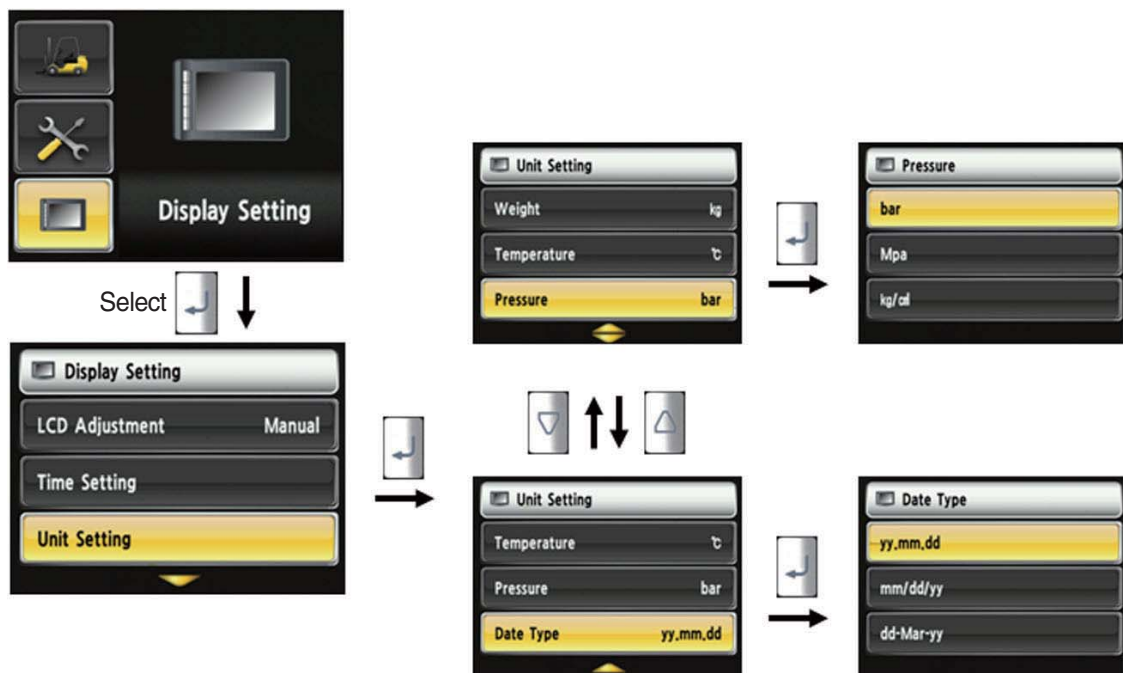 Display Setting
Select
Display Setting
LCD Adjustment Manual
Time Setting
Unit Setting
Unit Setting
Weight kg
Temperature ℃
Pressure bar
Pressure
bar
Mpa
kg/㎠
Unit Setting
Temperature ℃
Pressure bar
Date Type yy.mm.dd
Date Type
yy.mm.dd
mm/dd/yy
dd-Mar-yy